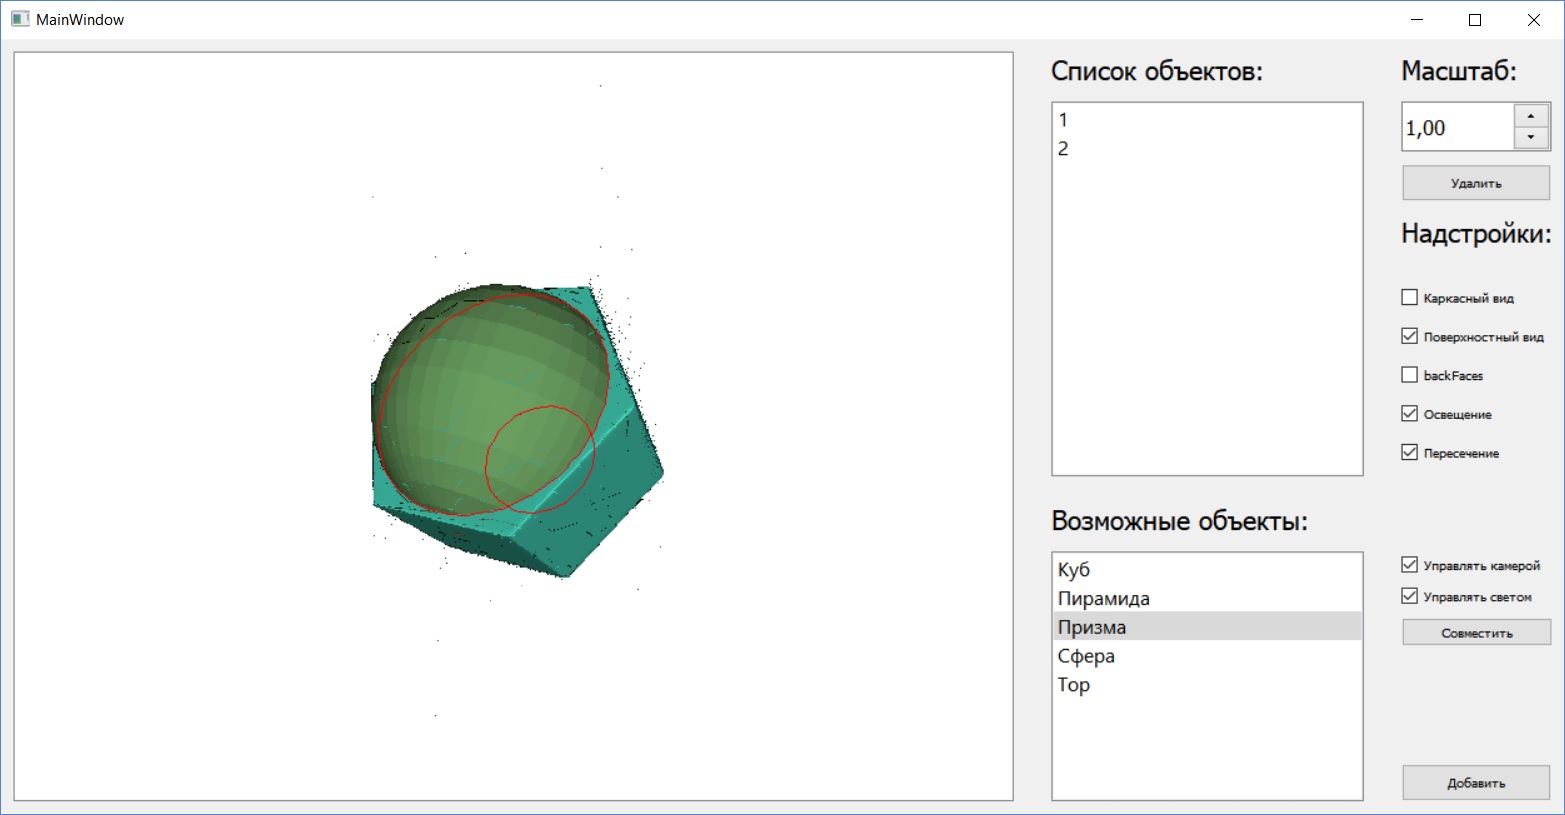 MainWindow
Список объектов:
1
2
Возможные объекты:
Куб
Пирамида
Призма
Сфера
Тор
Масштаб:
1,00
Удалить
Надстройки:
Каркасный вид
Поверхностный вид
backFaces
Освещение
Пересечение
Управлять камерой
Управлять светом
Совместить
Добавить